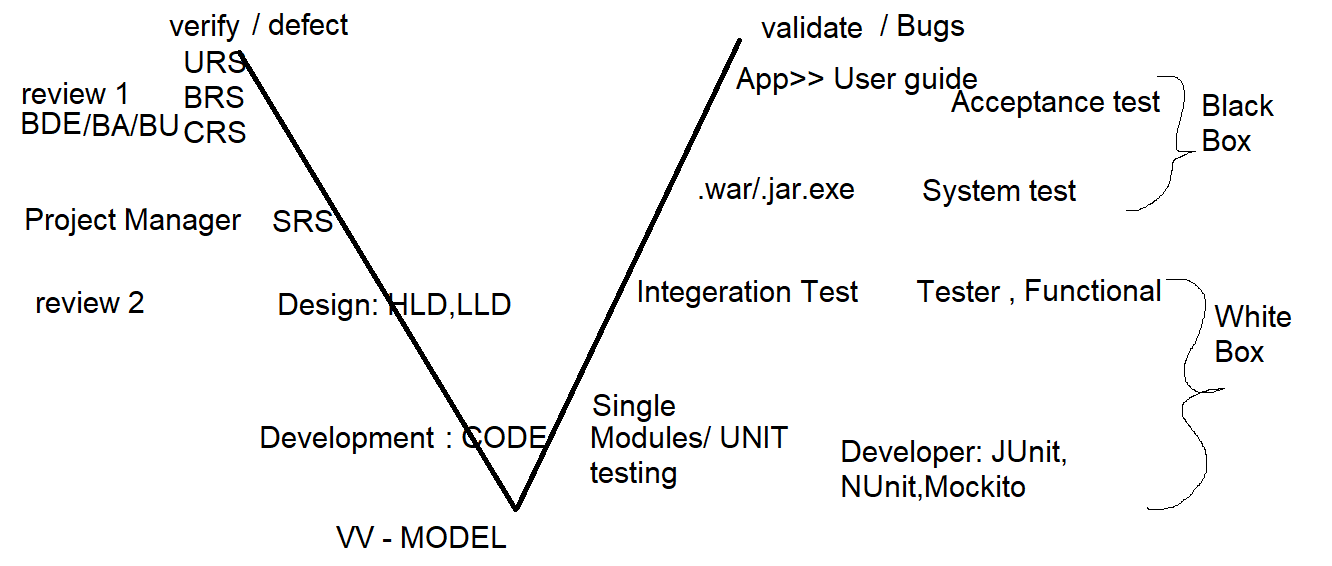 verify / defect
URS
review 1 BRS
BDE/BA/BU CRS
Project Manager SRS
review 2 Design: HLD,LLD
Development : CODE
VV - MODEL
validate / Bugs
App>> User guide
Acceptance test
Black
Box
.war/.jar.exe System test
Integeration Test Tester , Functional
White
Box
Single
Modules/ UNIT
testing
Developer: JUnit,
NUnit,Mockito